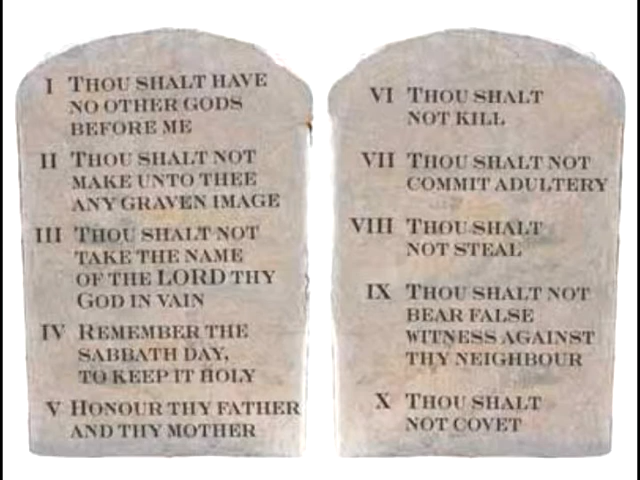 I THOU SHALT HAVE
NO OTHER GODS
BEFORE ME
II THOU SHALT NOT
MAKE UNTO THEE
ANY GRAVEN IMAGE
III THOU SHALT NOT
TAKE THE NAME
OF THE LORD THY
GOD IN VAIN
IV REMEMBER THE
SABBATH DAY,
TO KEEP IT HOLY
V HONOUR THY FATHER
AND THY MOTHER
VI THOU SHALT
NOT KILL
VII THOU SHALT NOT
COMMIT ADULTERY
VIII THOU SHALT
NOT STEAL
IX THOU SHALT NOT
BEAR FALSE
WITNESS AGAINST
THY NEIGHBOUR
X THOU SHALT
NOT COVET